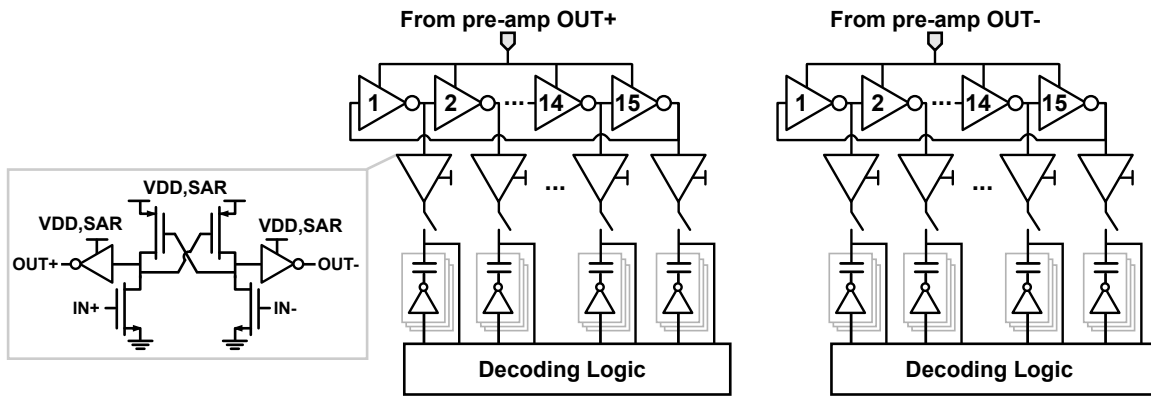 From pre-amp OUT+
From pre-amp OUT-
1 2 ... 14 15
1 2 ... 14 15
...
...
VDD,SAR
VDD,SAR
VDD,SAR
OUT+
OUT-
IN+
IN-
Decoding Logic
Decoding Logic